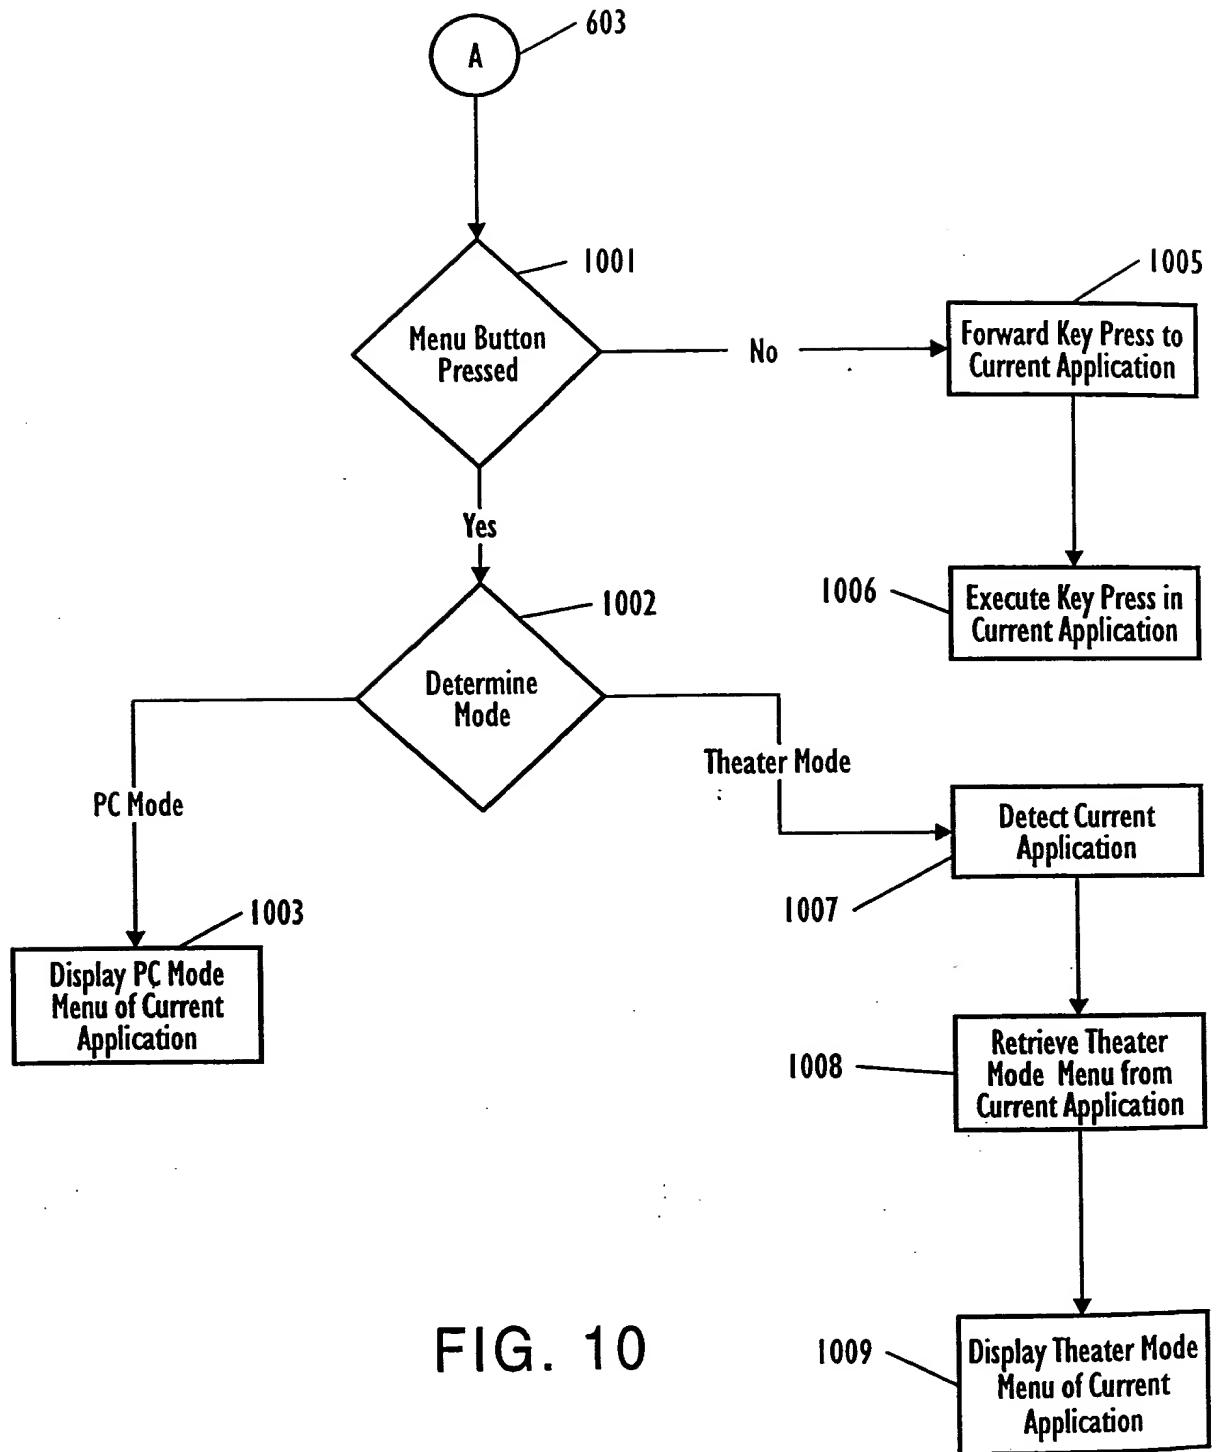 603
A
1001
1005
Menu Button
Pressed
No
Forward Key Press to
Current Application
Yes
1002
1006
Execute Key Press in
Current Application
Determine
Mode
Theater Mode
PC Mode
Detect Current
Application
1007
1003
Display PC Mode
Menu of Current
Application
1008
Retrieve Theater
Mode Menu from
Current Application
FIG. 10
1009
Display Theater Mode
Menu of Current
Application